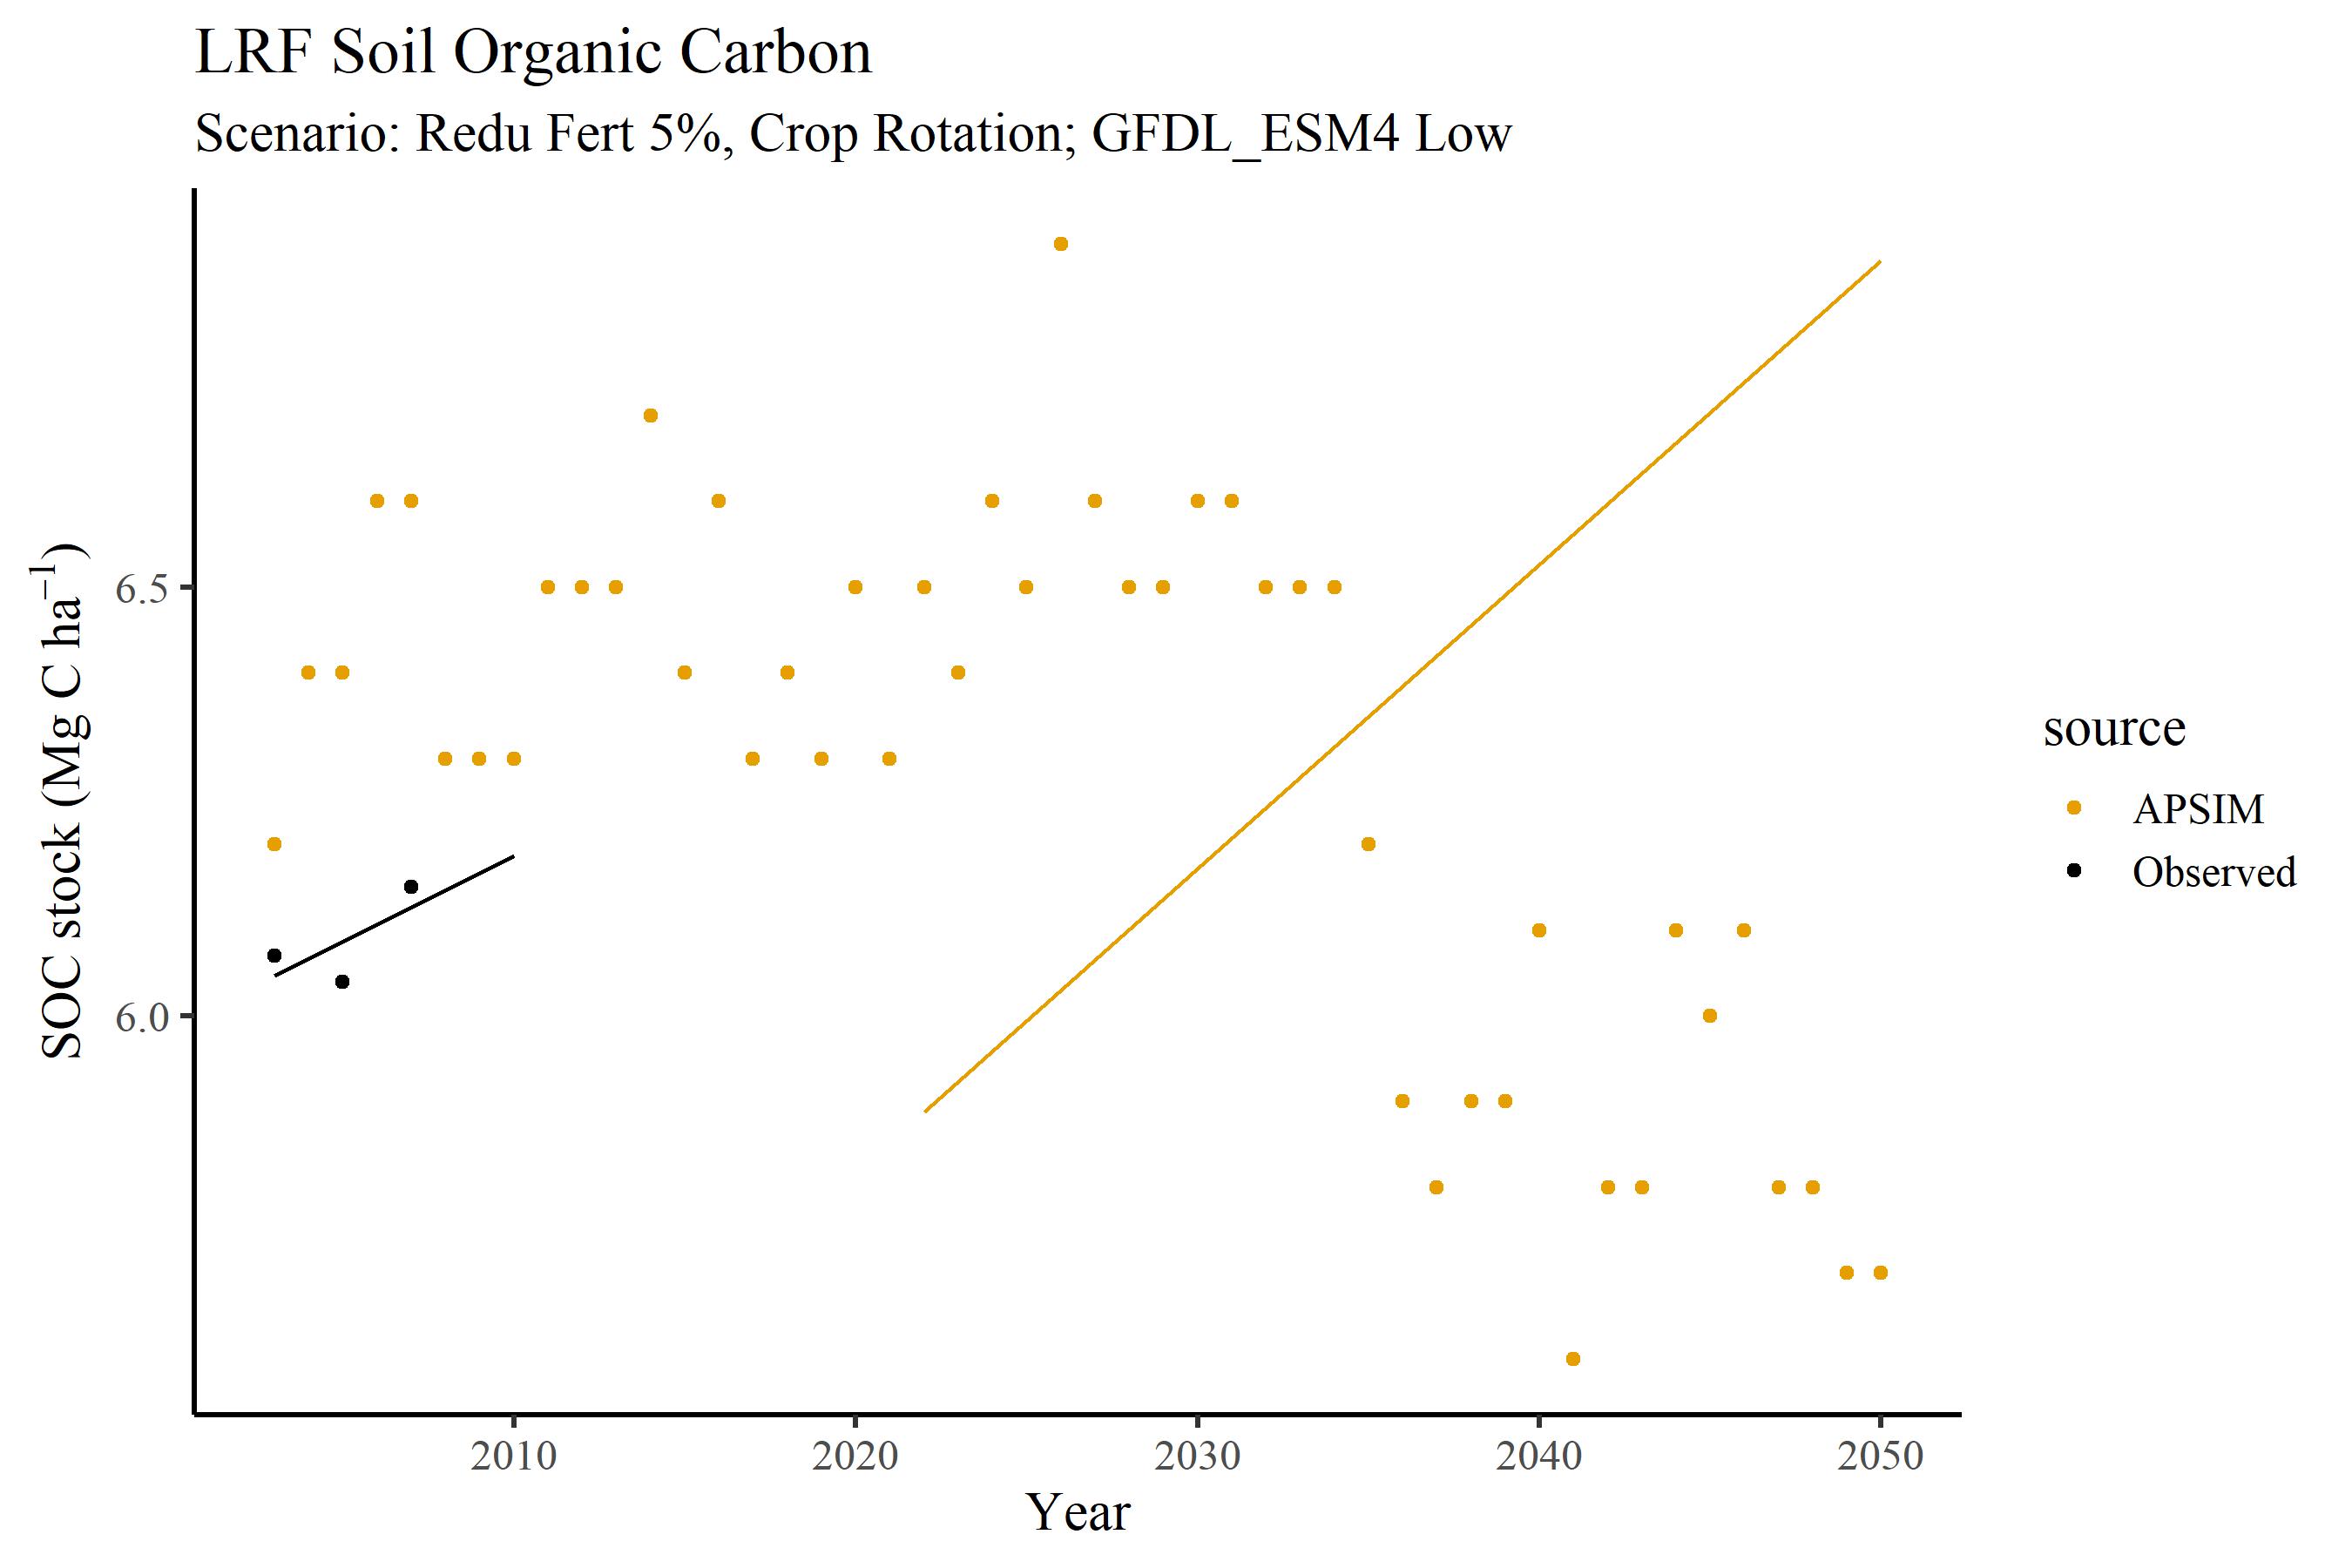 LRF Soil Organic Carbon
Scenario: Redu Fert 5%, Crop Rotation; GFDL_ESM4 Low
SOC stock (Mg C ha⁻¹)
6.5
6.0
2010 2020 2030 2040 2050
Year
source
APSIM
Observed